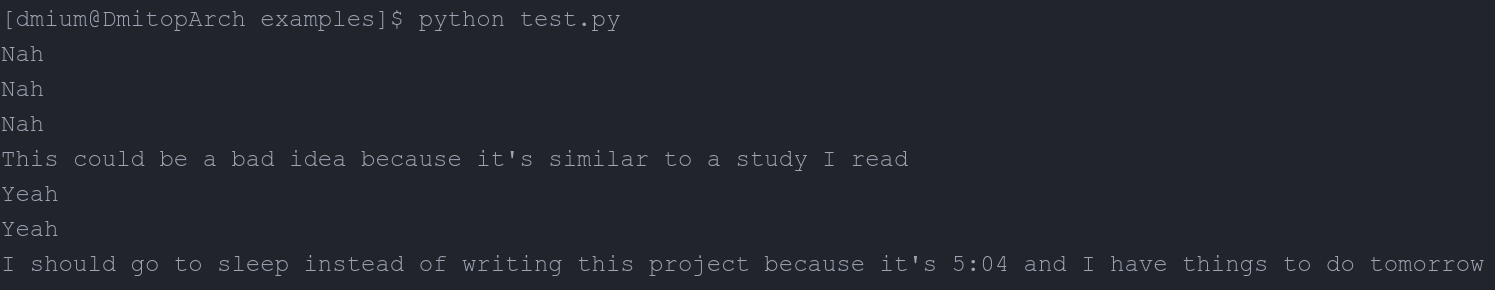 [dmium@DmitopArch examples]$ python test.py
Nah
Nah
Nah
This could be a bad idea because it's similar to a study I read
Yeah
Yeah
I should go to sleep instead of writing this project because it's 5:04 and I have things to do tomorrow